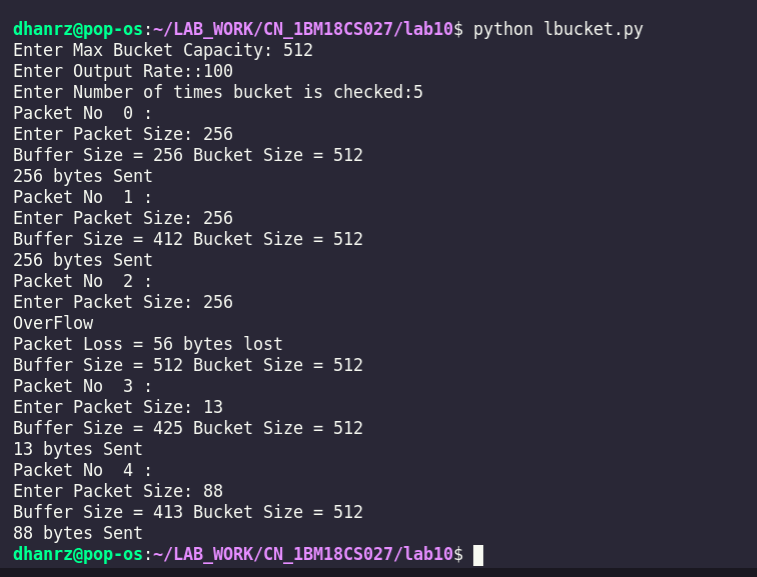 dhanrz@pop-os:~/LAB_WORK/CN_1BM18CS027/lab10$ python lbucket.py
Enter Max Bucket Capacity: 512
Enter Output Rate::100
Enter Number of times bucket is checked:5
Packet No  0 :
Enter Packet Size: 256
Buffer Size = 256 Bucket Size = 512
256 bytes Sent
Packet No  1 :
Enter Packet Size: 256
Buffer Size = 412 Bucket Size = 512
256 bytes Sent
Packet No  2 :
Enter Packet Size: 256
OverFlow
Packet Loss = 56 bytes lost
Buffer Size = 512 Bucket Size = 512
Packet No  3 :
Enter Packet Size: 13
Buffer Size = 425 Bucket Size = 512
13 bytes Sent
Packet No  4 :
Enter Packet Size: 88
Buffer Size = 413 Bucket Size = 512
88 bytes Sent
dhanrz@pop-os:~/LAB_WORK/CN_1BM18CS027/lab10$